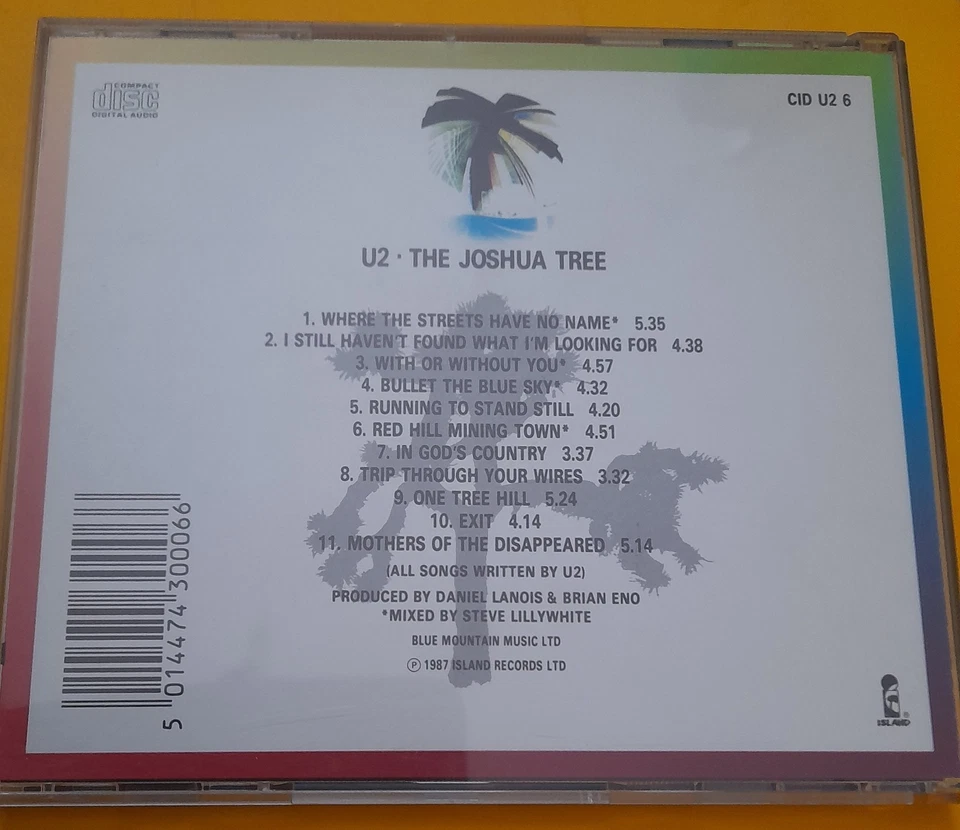 COMPACT
disc
DIGITAL AUDIO
CID U2 6
U2 · THE JOSHUA TREE
1. WHERE THE STREETS HAVE NO NAME* 5.35
2. I STILL HAVEN'T FOUND WHAT I'M LOOKING FOR 4.38
3. WITH OR WITHOUT YOU* 4.57
4. BULLET THE BLUE SKY* 4.32
5. RUNNING TO STAND STILL 4.20
6. RED HILL MINING TOWN* 4.51
7. IN GOD'S COUNTRY 3.37
8. TRIP THROUGH YOUR WIRES 3.32
9. ONE TREE HILL 5.24
10. EXIT 4.14
11. MOTHERS OF THE DISAPPEARED 5.14
(ALL SONGS WRITTEN BY U2)
PRODUCED BY DANIEL LANOIS & BRIAN ENO
*MIXED BY STEVE LILLYWHITE
BLUE MOUNTAIN MUSIC LTD
℗ 1987 ISLAND RECORDS LTD
5 014474 300066
ISLAND®